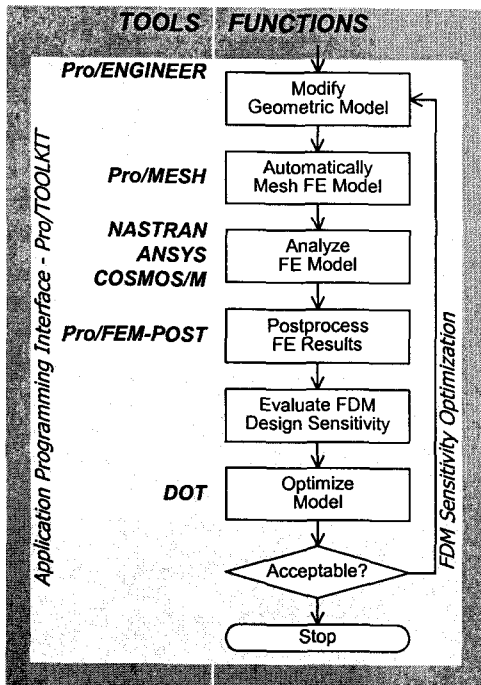 TOOLS FUNCTIONS
Pro/ENGINEER
Modify
Geometric Model
Pro/MESH
Automatically
Mesh FE Model
NASTRAN
ANSYS
COSMOS/M
Analyze
FE Model
Pro/FEM-POST
Postprocess
FE Results
Evaluate FDM
Design Sensitivity
DOT
Optimize
Model
Acceptable?
Stop
Application Programming Interface - Pro/TOOLKIT
FDM Sensitivity Optimization